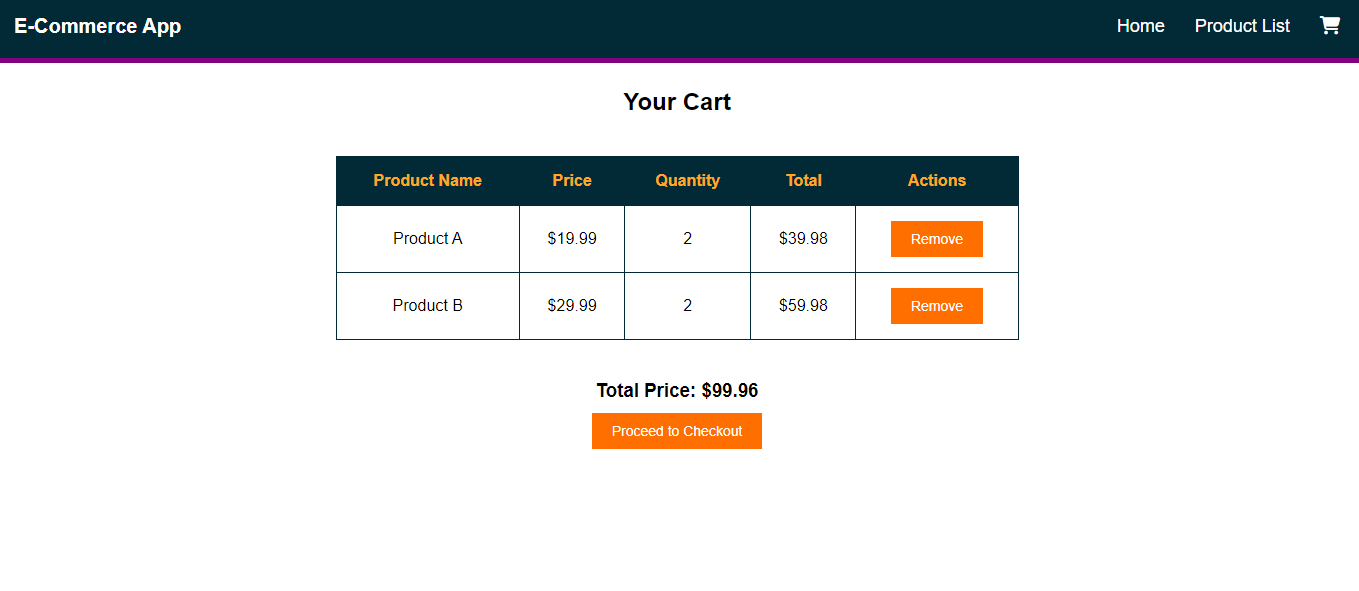 E-Commerce App Home Product List
Your Cart
Product Name Price Quantity Total Actions
Product A $19.99 2 $39.98 Remove
Product B $29.99 2 $59.98 Remove
Total Price: $99.96
Proceed to Checkout